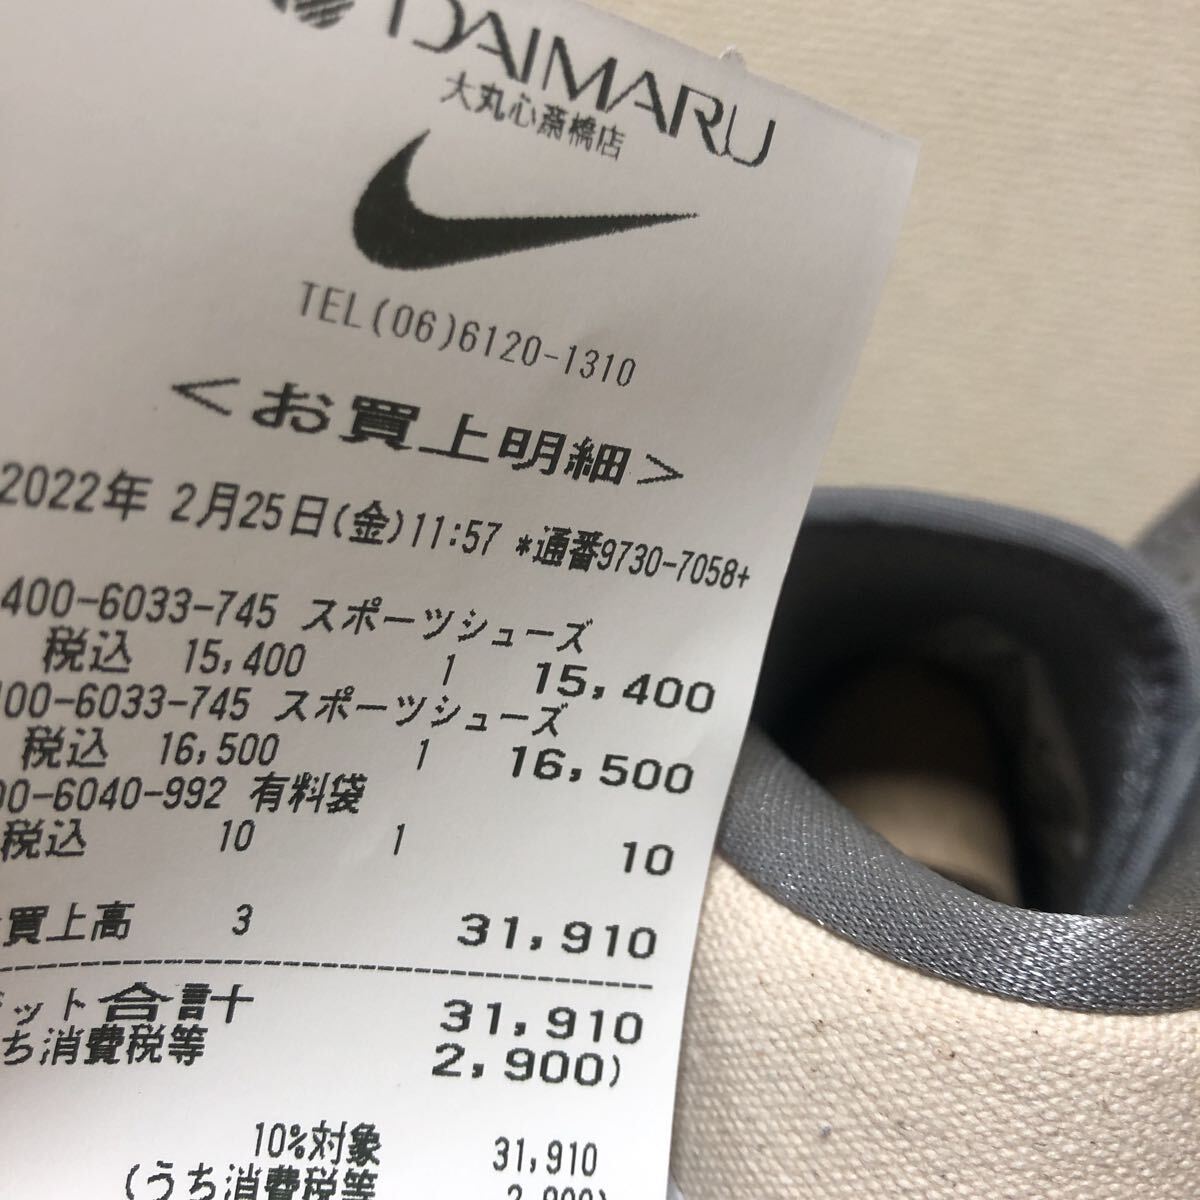 DAIMARU
大丸心斎橋店
TEL(06)6120-1310
＜お買上明細＞
2022年 2月25日(金)11:57 *通番9730-7058+
400-6033-745 スポーツシューズ
税込 15,400 1 15,400
00-6033-745 スポーツシューズ
税込 16,500 1 16,500
00-6040-992 有料袋
税込 10 1 10
買上高 3 31,910
ット合計 31,910
ち消費税等 2,900)
10%対象 31,910
(うち消費税等 2,900)